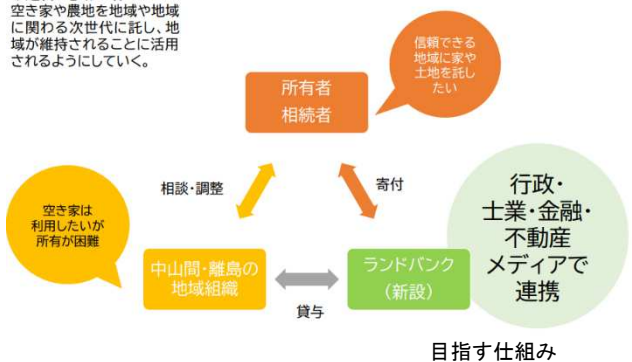 空き家や農地を地域や地域
に関わる次世代に託し、地
域が維持されることに活用
されるようにしていく。
信頼できる
地域に家や
土地を託し
たい
所有者
相続者
相談・調整
寄付
空き家は
利用したいが
所有が困難
中山間・離島の
地域組織
貸与
ランドバンク
(新設)
行政・
士業・金融・
不動産
メディアで
連携
目指す仕組み